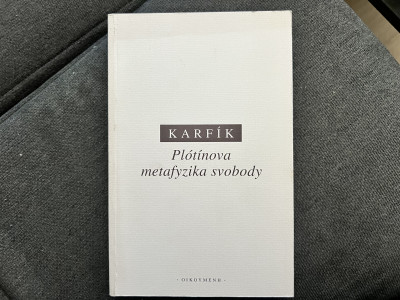 KARFÍK
Plótínova
metafyzika svobody
· OIKOYMENH ·